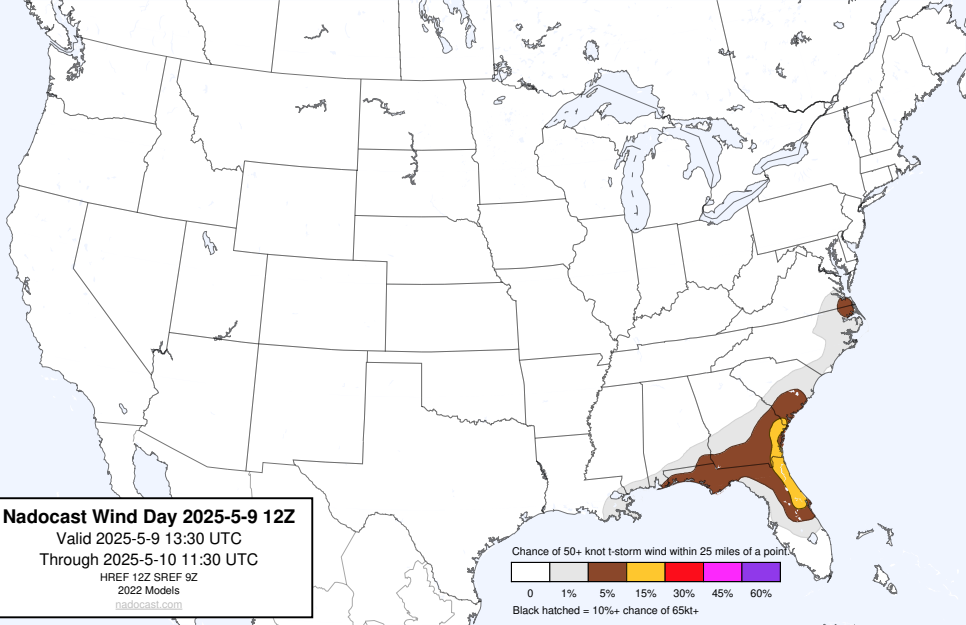 Nadocast Wind Day 2025-5-9 12Z
Valid 2025-5-9 13:30 UTC
Through 2025-5-10 11:30 UTC
HREF 12Z SREF 9Z
2022 Models
nadocast.com
Chance of 50+ knot t-storm wind within 25 miles of a point.
0 1% 5% 15% 30% 45% 60%
Black hatched = 10%+ chance of 65kt+